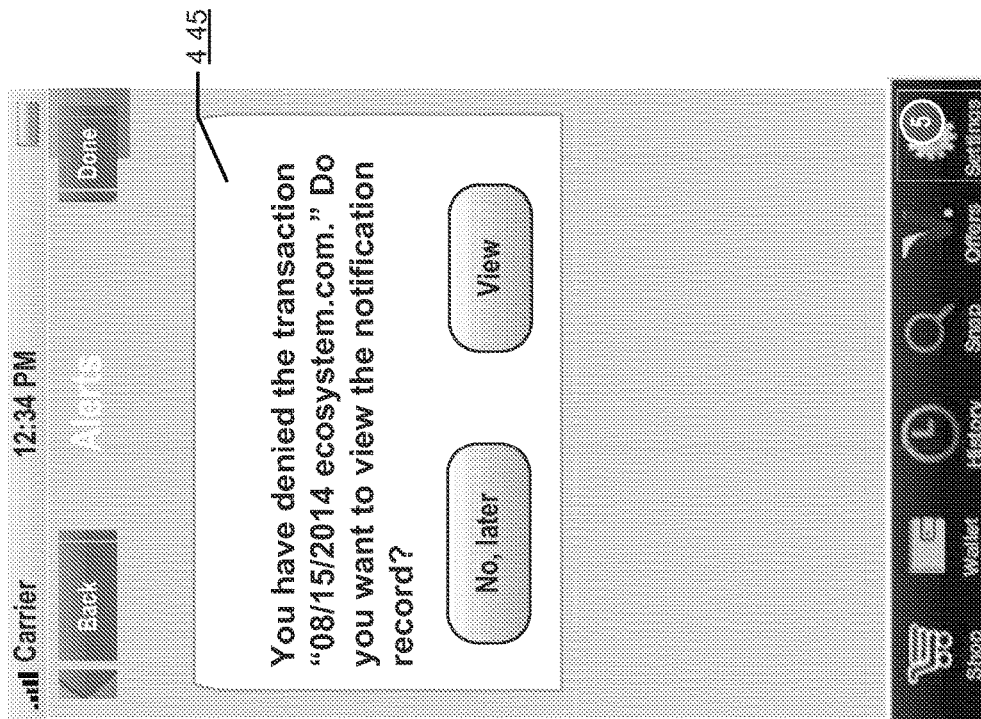 Carrier 12:34 PM
Back Alerts Done
4.45
You have denied the transaction
“08/15/2014 ecosystem.com.” Do
you want to view the notification
record?
No, later View
5
Shop Wallet History Snap Offers Settings